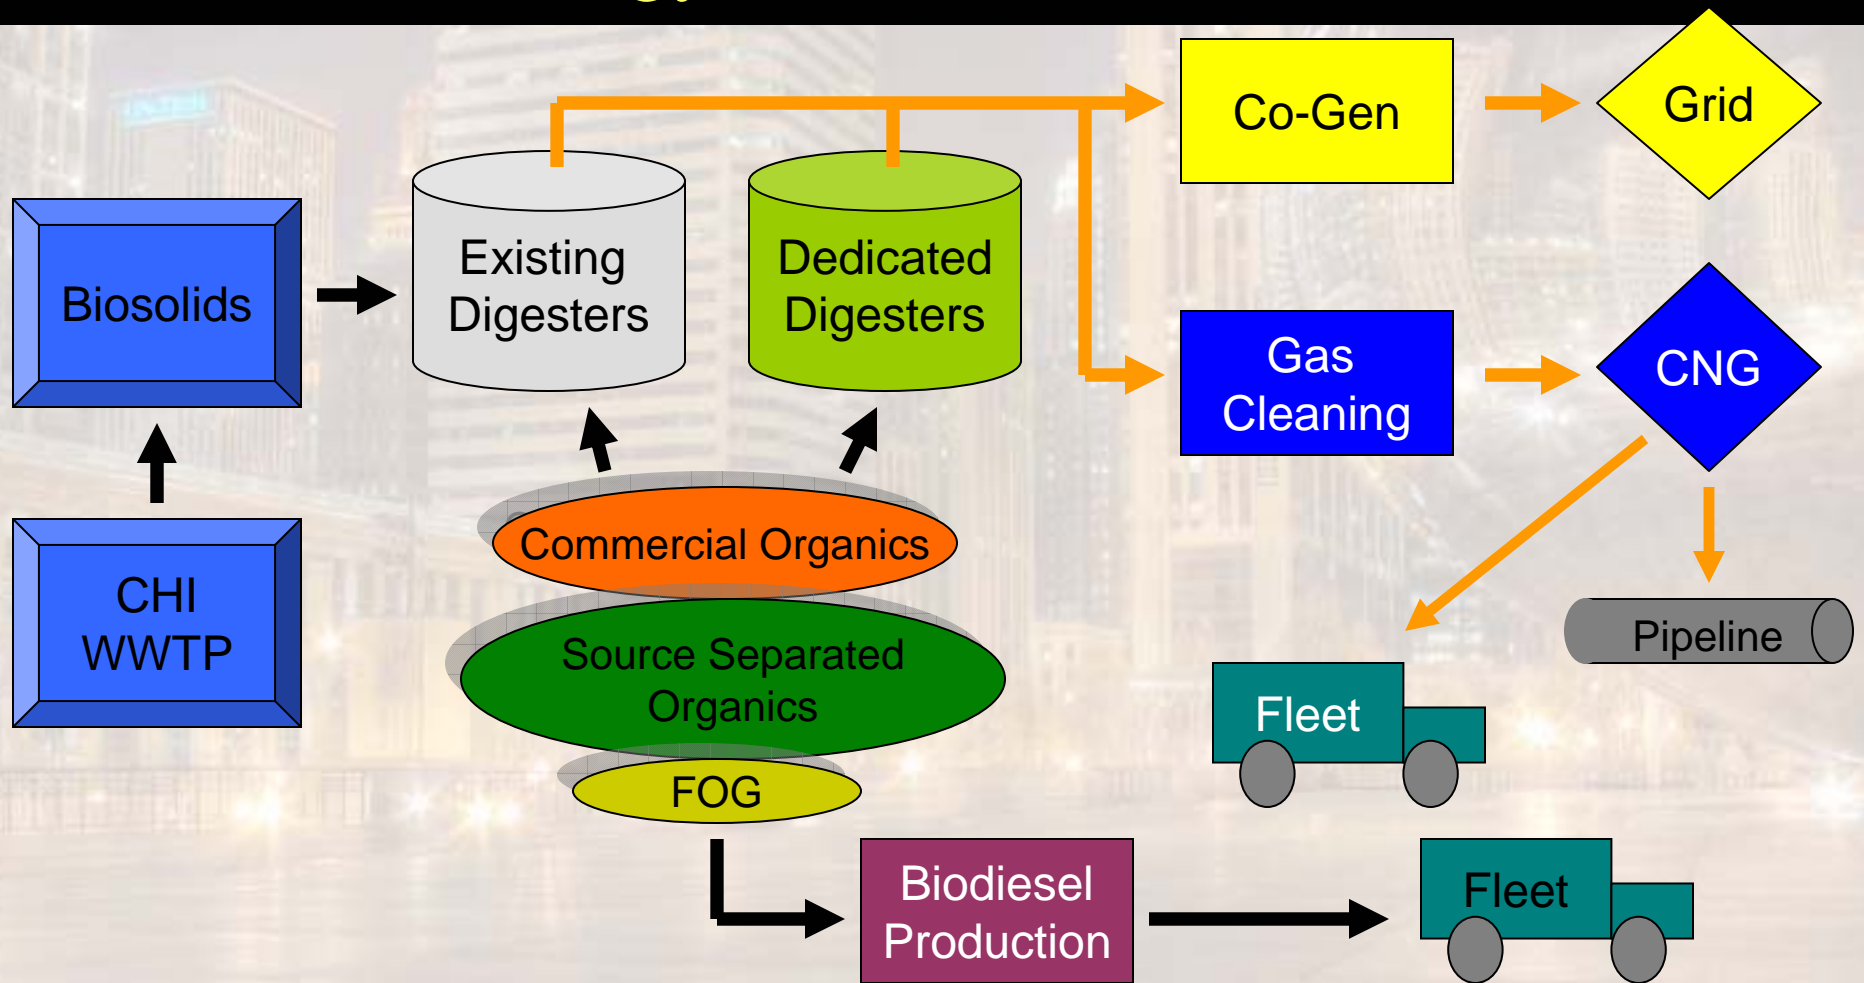 Co-Gen
Grid
Existing
Digesters
Dedicated
Digesters
Biosolids
Gas
Cleaning
CNG
Commercial Organics
CHI
WWTP
Source Separated
Organics
Pipeline
Fleet
FOG
Biodiesel
Production
Fleet